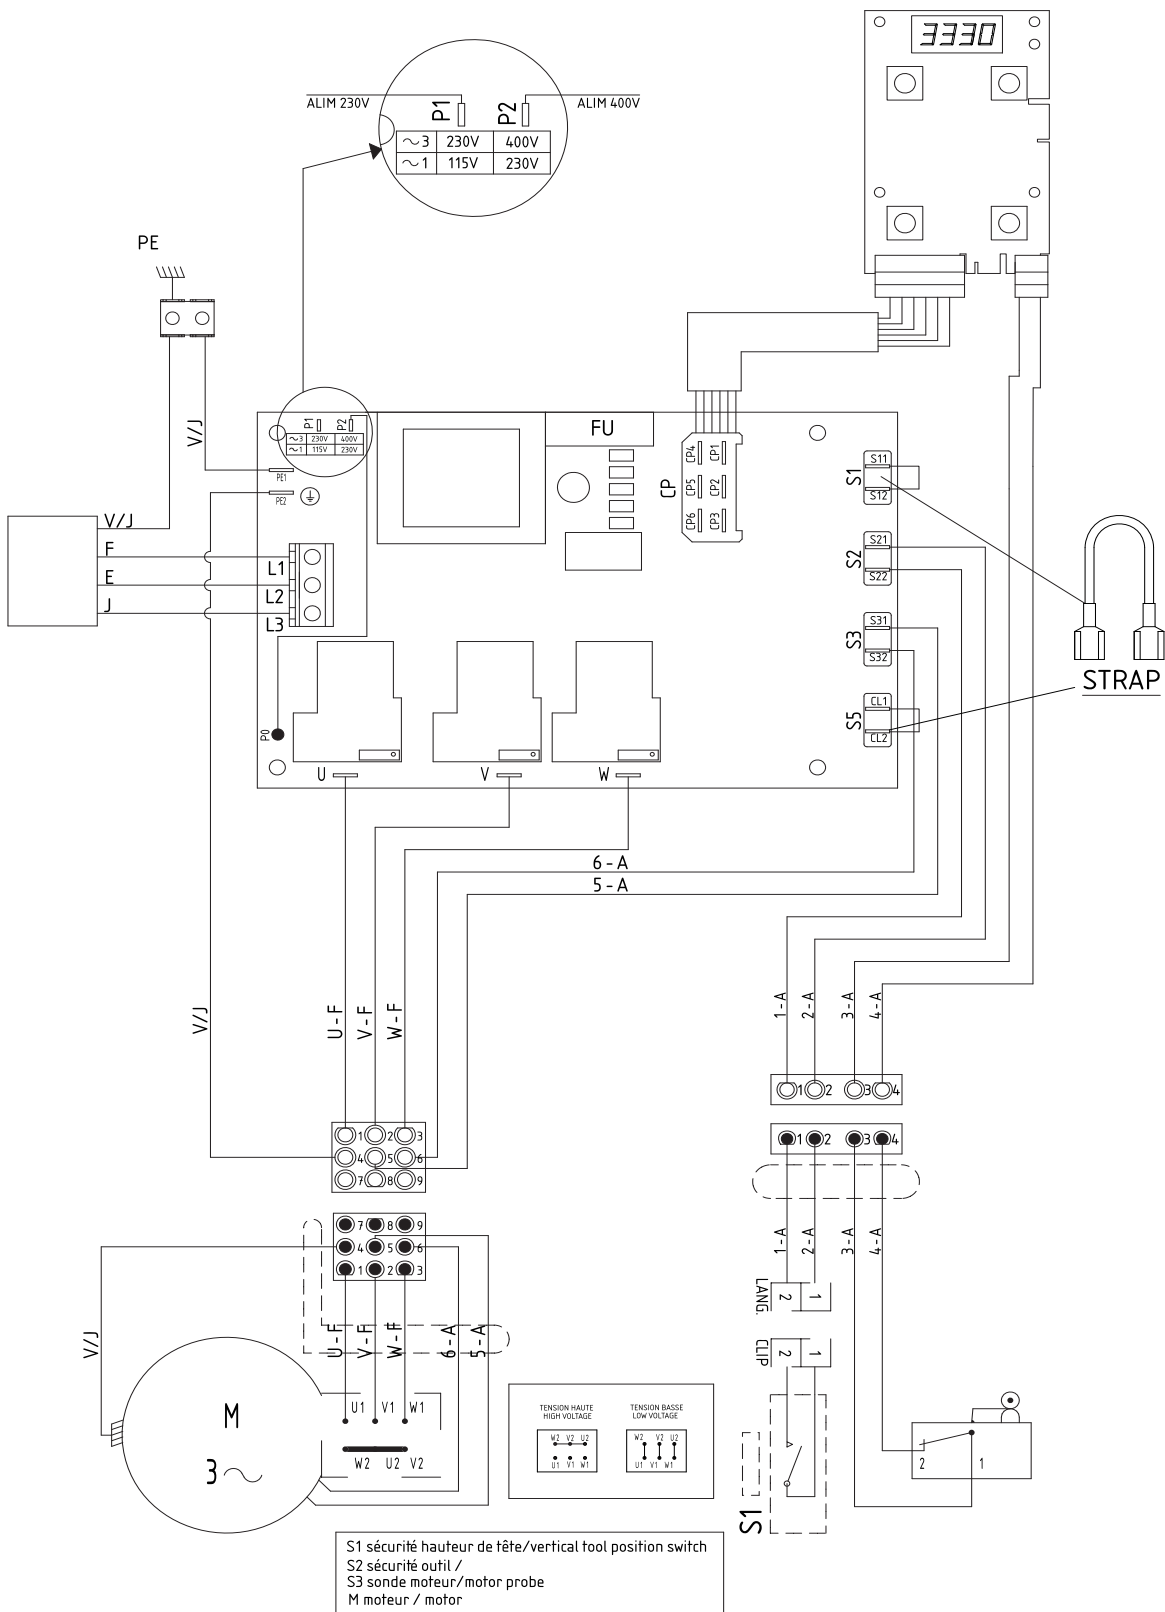 3330
ALIM 230V
P1
P2
ALIM 400V
~3 230V 400V
~1 115V 230V
PE
V/J
P1
P2
~3 230V 400V
~1 115V 230V
PE1
PE2
FU
CP
CP4 CP1
CP5 CP2
CP6 CP3
S1
S11
S12
S2
S21
S22
S3
S31
S32
S5
CL1
CL2
STRAP
V/J
F
E
J
L1
L2
L3
P0
U
V
W
6-A
5-A
V/J
U-F
V-F
W-F
1-A
2-A
3-A
4-A
1 2 3 4
1 2 3
4 5 6
7 8 9
1 2 3 4
7 8 9
4 5 6
1 2 3
1-A
2-A
3-A
4-A
LANG.
2 1
CLIP
2 1
V/J
U-F
V-F
W-F
6-A
5-A
M
3~
U1 V1 W1
W2 U2 V2
TENSION HAUTE
HIGH VOLTAGE
W2 V2 U2
U1 V1 W1
TENSION BASSE
LOW VOLTAGE
W2 V2 U2
U1 V1 W1
S1
2 1
S1 sécurité hauteur de tête/vertical tool position switch
S2 sécurité outil /
S3 sonde moteur/motor probe
M moteur / motor